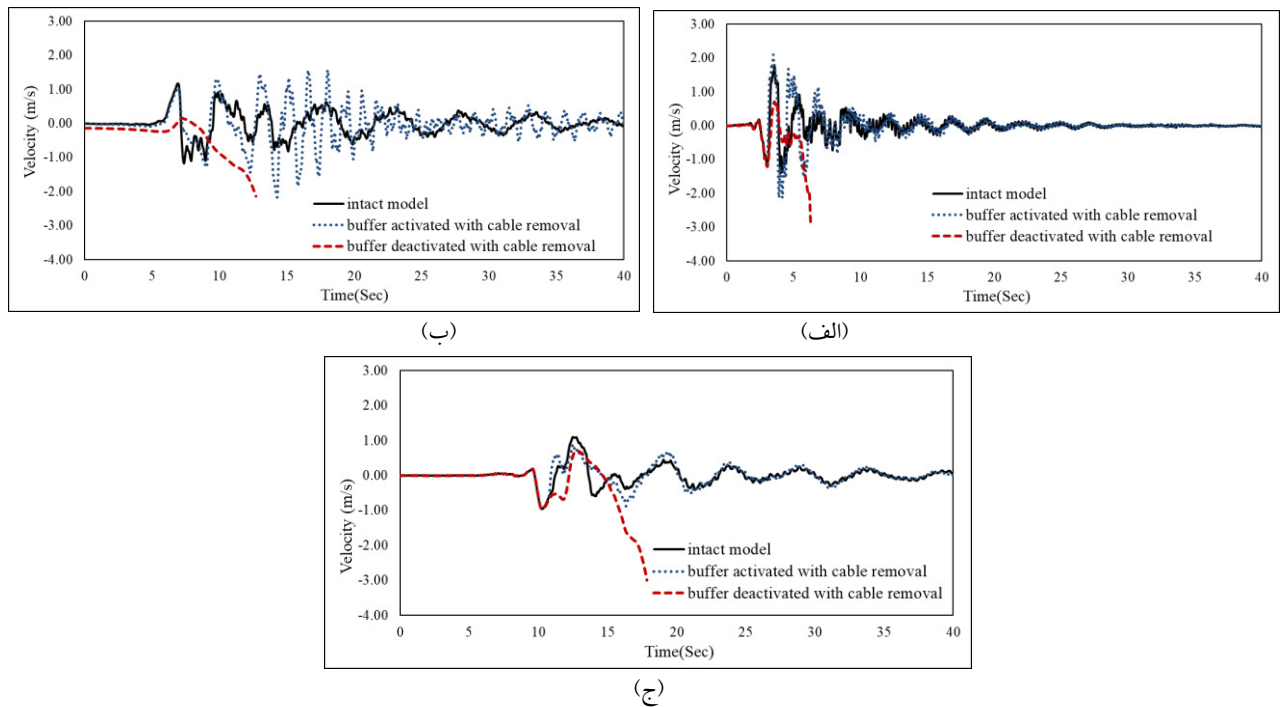 3.00
2.00
1.00
0.00
-1.00
-2.00
-3.00
-4.00
Velocity (m/s)
0 5 10 15 20 25 30 35 40
Time(Sec)
intact model
buffer activated with cable removal
buffer deactivated with cable removal
(ب)
3.00
2.00
1.00
0.00
-1.00
-2.00
-3.00
-4.00
Velocity (m/s)
0 5 10 15 20 25 30 35 40
Time(Sec)
intact model
buffer activated with cable removal
buffer deactivated with cable removal
(الف)
3.00
2.00
1.00
0.00
-1.00
-2.00
-3.00
-4.00
Velocity (m/s)
0 5 10 15 20 25 30 35 40
Time(Sec)
intact model
buffer activated with cable removal
buffer deactivated with cable removal
(ج)